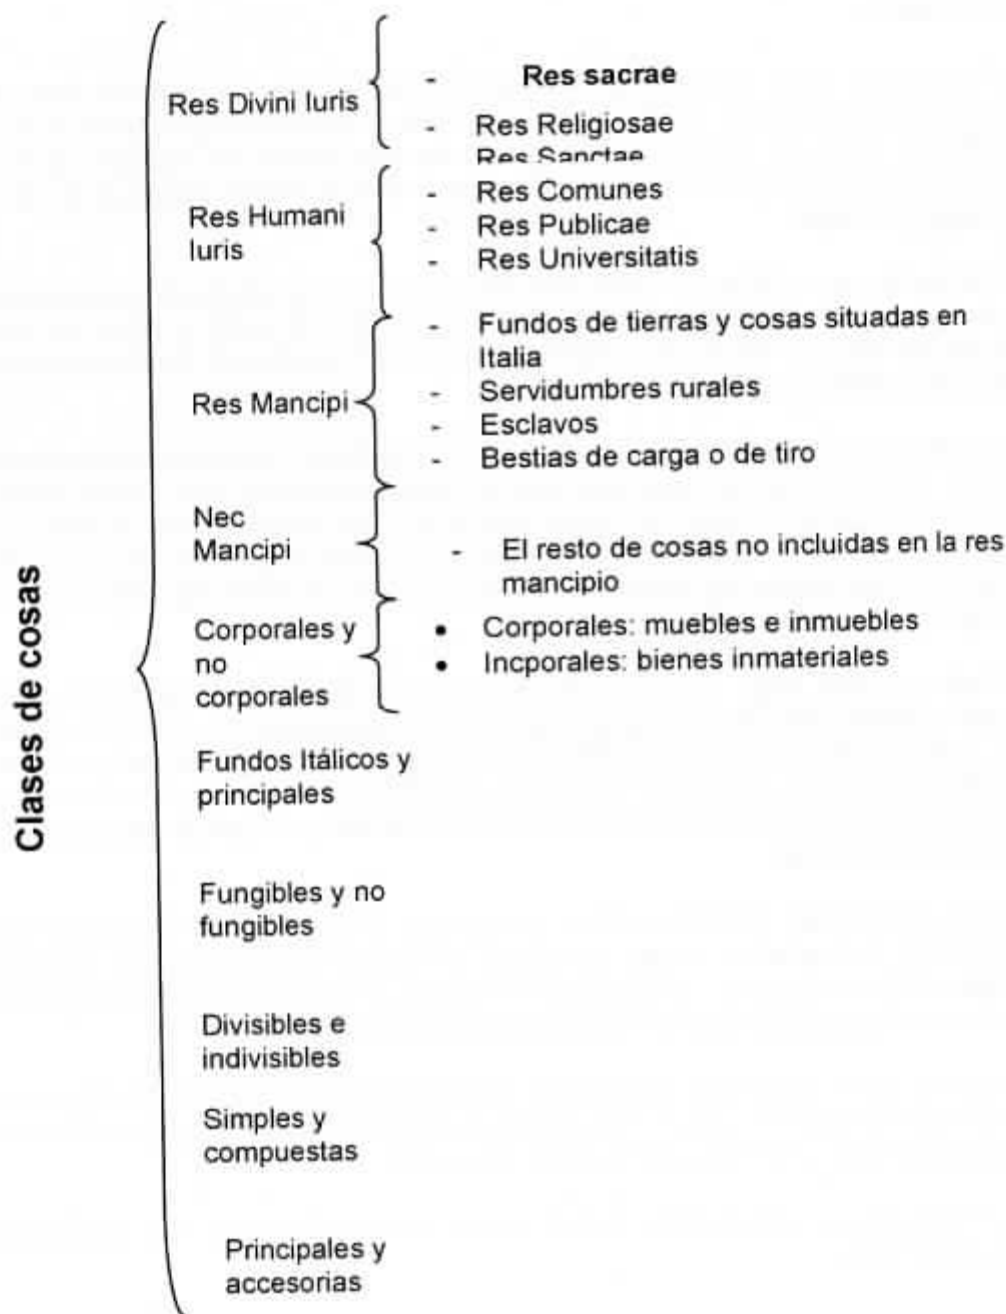 Clases de cosas
Res Divini Iuris
- Res sacrae
- Res Religiosae
Res Sanctae
Res Humani
Iuris
- Res Comunes
- Res Publicae
- Res Universitatis
Res Mancipi
- Fundos de tierras y cosas situadas en
Italia
- Servidumbres rurales
- Esclavos
- Bestias de carga o de tiro
Nec
Mancipi
- El resto de cosas no incluidas en la res
mancipio
Corporales y
no
corporales
• Corporales: muebles e inmuebles
• Incporales: bienes inmateriales
Fundos Itálicos y
principales
Fungibles y no
fungibles
Divisibles e
indivisibles
Simples y
compuestas
Principales y
accesorias